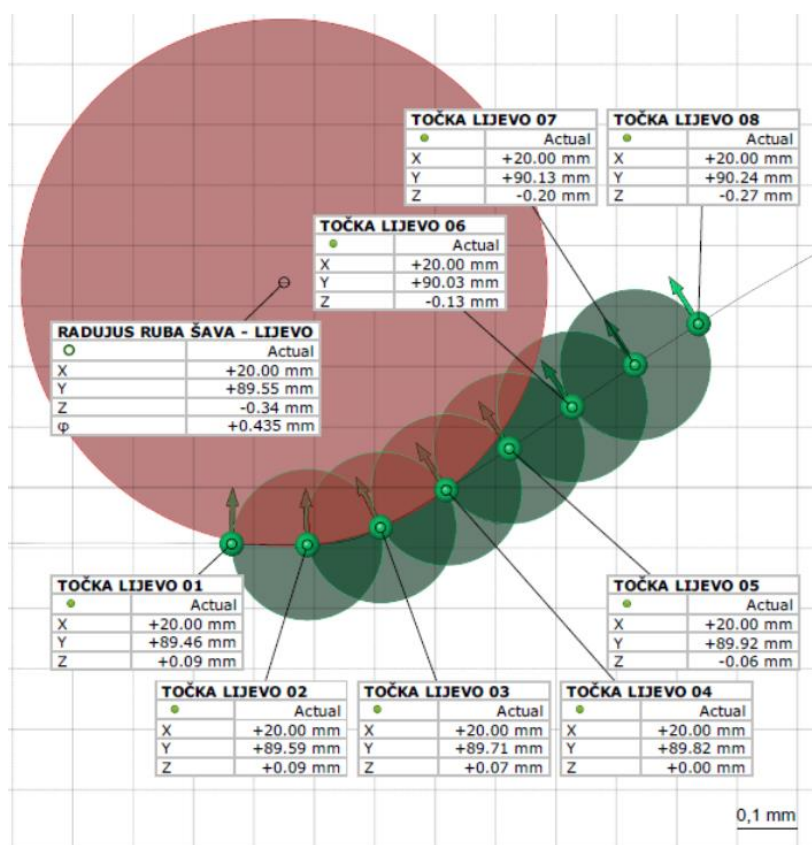 TOČKA LIJEVO 07
Actual
X +20.00 mm
Y +90.13 mm
Z -0.20 mm
TOČKA LIJEVO 08
Actual
X +20.00 mm
Y +90.24 mm
Z -0.27 mm
TOČKA LIJEVO 06
Actual
X +20.00 mm
Y +90.03 mm
Z -0.13 mm
RADUJUS RUBA ŠAVA - LIJEVO
Actual
X +20.00 mm
Y +89.55 mm
Z -0.34 mm
φ +0.435 mm
TOČKA LIJEVO 01
Actual
X +20.00 mm
Y +89.46 mm
Z +0.09 mm
TOČKA LIJEVO 05
Actual
X +20.00 mm
Y +89.92 mm
Z -0.06 mm
TOČKA LIJEVO 02
Actual
X +20.00 mm
Y +89.59 mm
Z +0.09 mm
TOČKA LIJEVO 03
Actual
X +20.00 mm
Y +89.71 mm
Z +0.07 mm
TOČKA LIJEVO 04
Actual
X +20.00 mm
Y +89.82 mm
Z +0.00 mm
0,1 mm